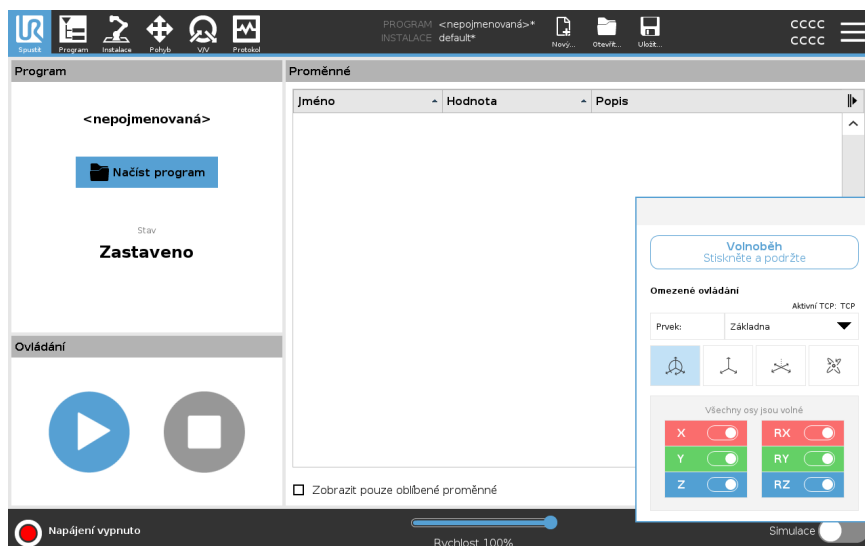 UR
Spustit
Program
Instalace
Pohyb
V/V
Protokol
PROGRAM <nepojmenovaná>*
INSTALACE default*
Nový...
Otevřít...
Uložit...
CCCC
CCCC
Program
Proměnné
<nepojmenovaná>
Načíst program
Stav
Zastaveno
Jméno
Hodnota
Popis
Volnoběh
Stiskněte a podržte
Omezené ovládání
Aktivní TCP: TCP
Prvek:
Základna
Všechny osy jsou volné
X
RX
Y
RY
Z
RZ
Ovládání
Zobrazit pouze oblíbené proměnné
Napájení vypnuto
Rychlost 100%
Simulace